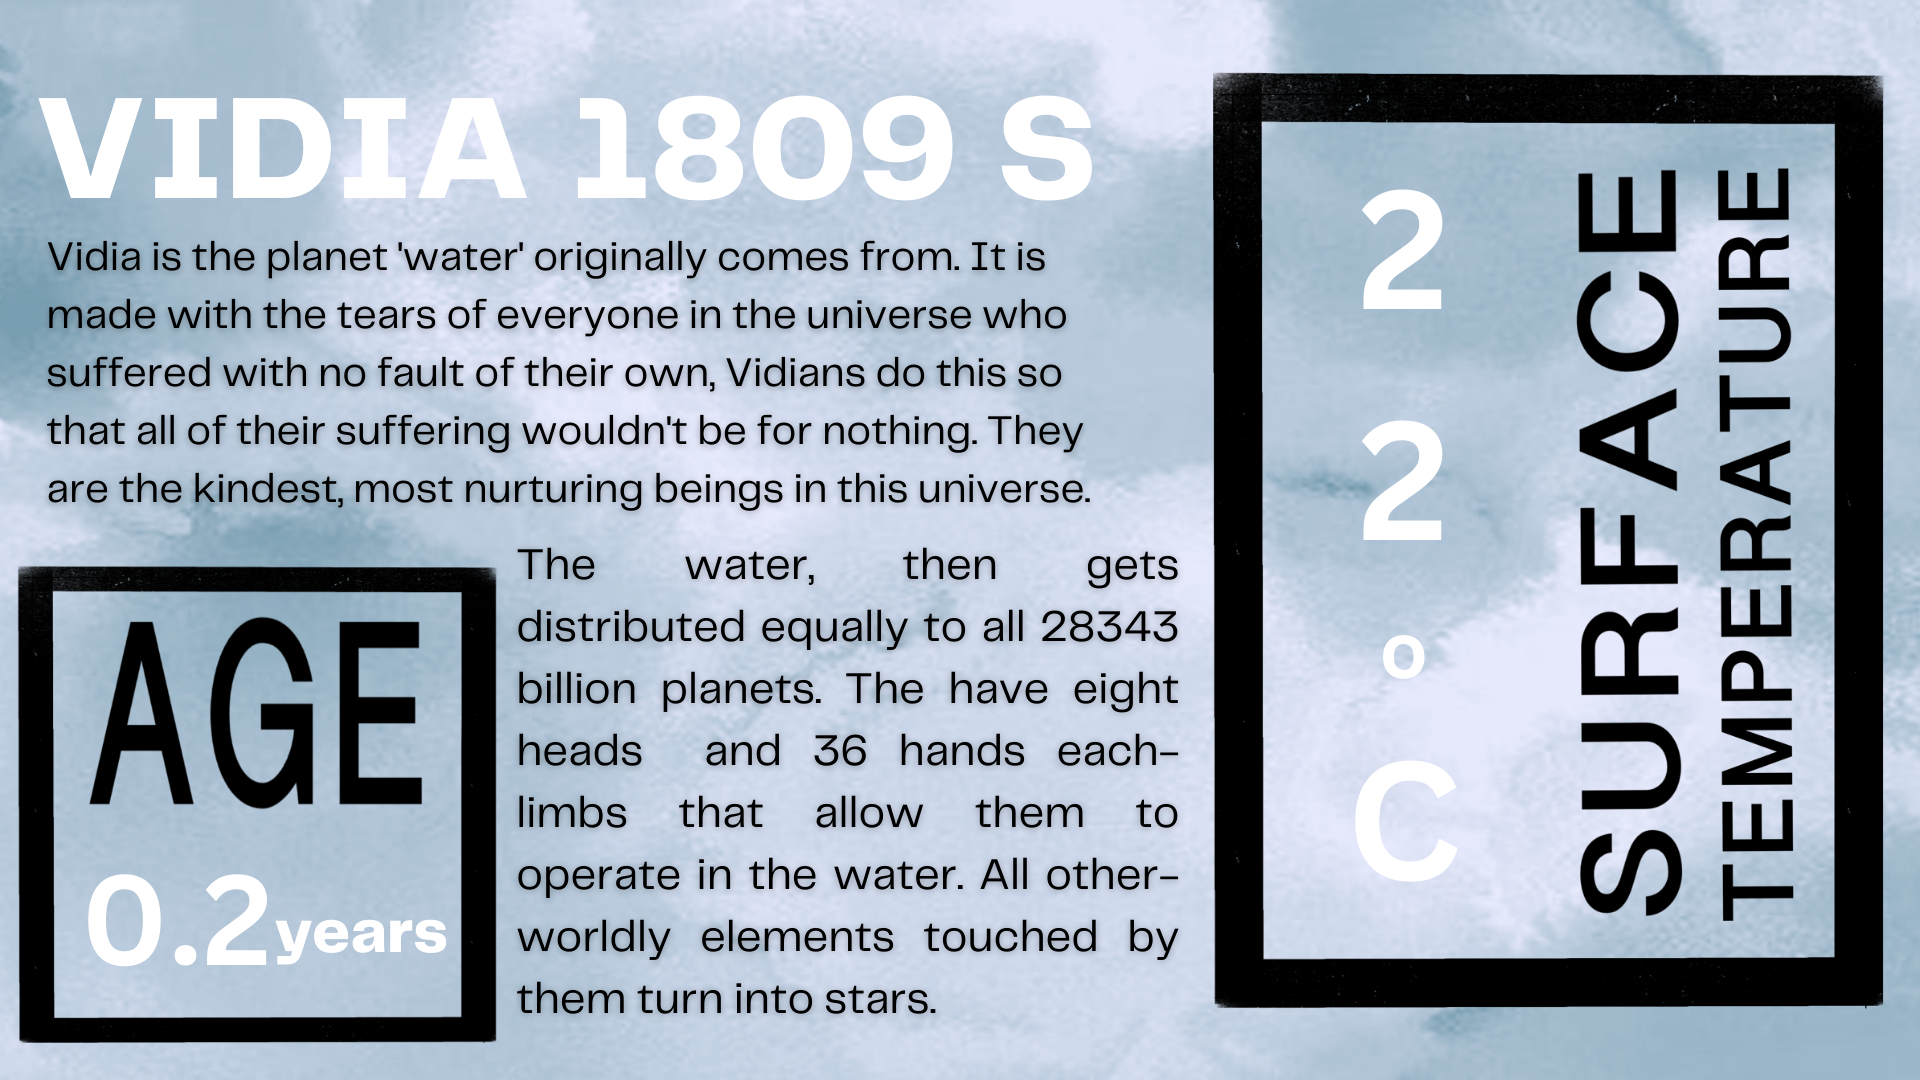 VIDIA 1809 S
Vidia is the planet 'water' originally comes from. It is
made with the tears of everyone in the universe who
suffered with no fault of their own, Vidians do this so
that all of their suffering wouldn't be for nothing. They
are the kindest, most nurturing beings in this universe.
The water, then gets
distributed equally to all 28343
billion planets. The have eight
heads and 36 hands each-
limbs that allow them to
operate in the water. All other-
worldly elements touched by
them turn into stars.
AGE
0.2 years
2
2
°
C
SURFACE
TEMPERATURE